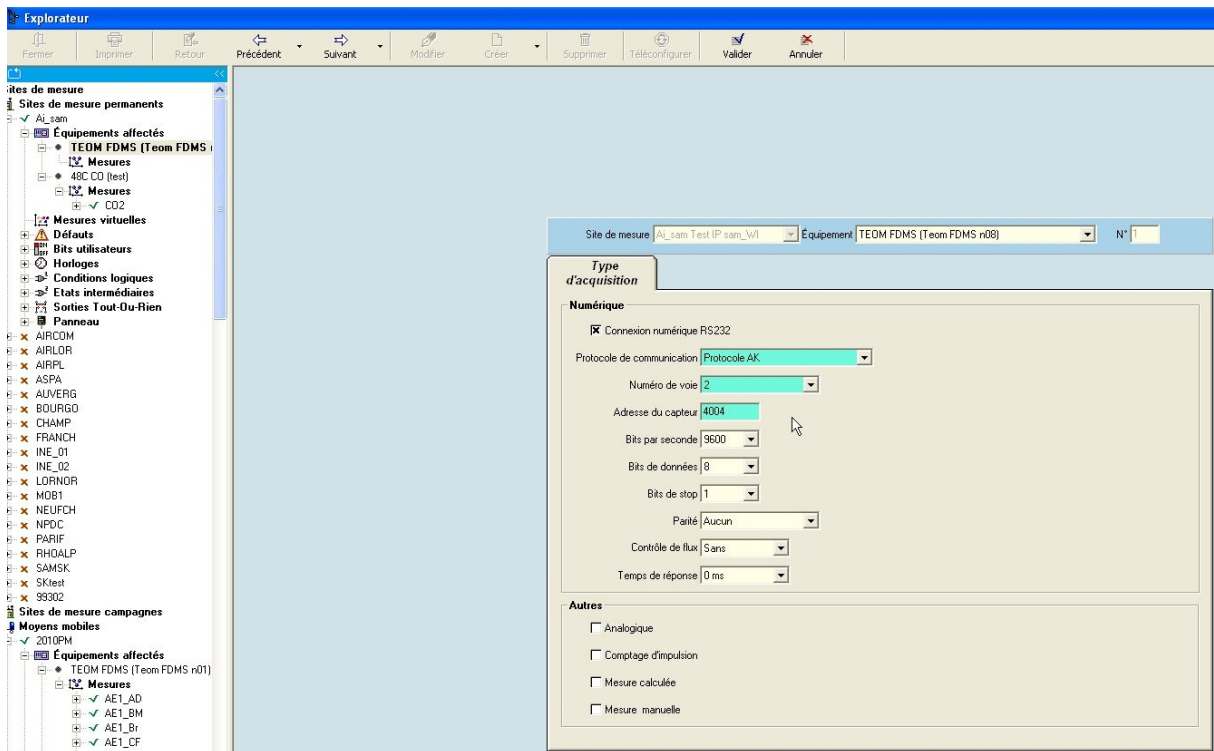 Explorateur
Fermer Imprimer Retour Précédent Suivant Modifier Créer Supprimer Téléconfigurer Valider Annuler
<<
ites de mesure
Sites de mesure permanents
Ai_sam
Équipements affectés
TEOM FDMS (Teom FDMS
Mesures
48C CO (test)
Mesures
CO2
Mesures virtuelles
Défauts
Bits utilisateurs
Horloges
Conditions logiques
Etats intermédiaires
Sorties Tout-Ou-Rien
Panneau
AIRCOM
AIRLOR
AIRPL
ASPA
AUVERG
BOURGO
CHAMP
FRANCH
INE_01
INE_02
LORNOR
MOB1
NEUFCH
NPDC
PARIF
RHOALP
SAMSK
SKtest
99302
Sites de mesure campagnes
Moyens mobiles
2010PM
Équipements affectés
TEOM FDMS (Teom FDMS n01)
Mesures
AE1_AD
AE1_BM
AE1_Br
AE1_CF
Site de mesure Ai_sam Test IP sam_WI Équipement TEOM FDMS (Teom FDMS n08) N° 1
Type
d'acquisition
Numérique
Connexion numérique RS232
Protocole de communication Protocole AK
Numéro de voie 2
Adresse du capteur 4004
Bits par seconde 9600
Bits de données 8
Bits de stop 1
Parité Aucun
Contrôle de flux Sans
Temps de réponse 0 ms
Autres
Analogique
Comptage d'impulsion
Mesure calculée
Mesure manuelle